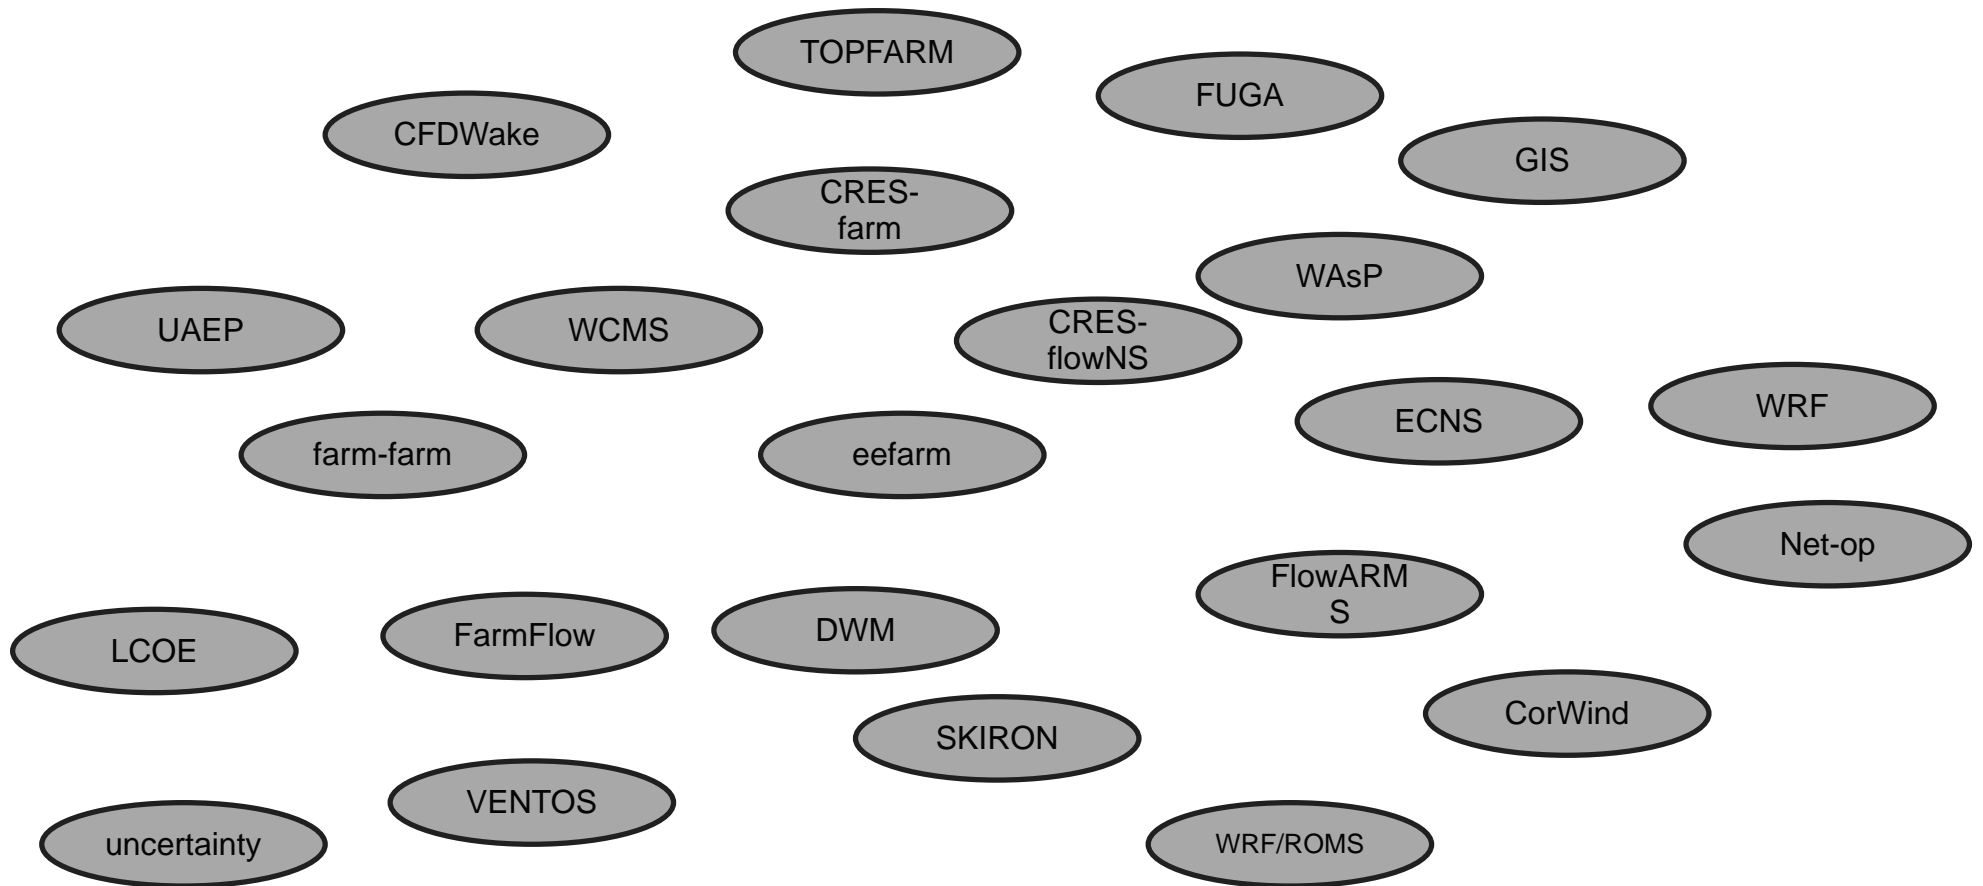 TOPFARM
FUGA
CFDWake
GIS
CRES-
farm
WAsP
UAEP
WCMS
CRES-
flowNS
WRF
ECNS
farm-farm
eefarm
Net-op
FlowARM
S
LCOE
FarmFlow
DWM
CorWind
SKIRON
VENTOS
uncertainty
WRF/ROMS